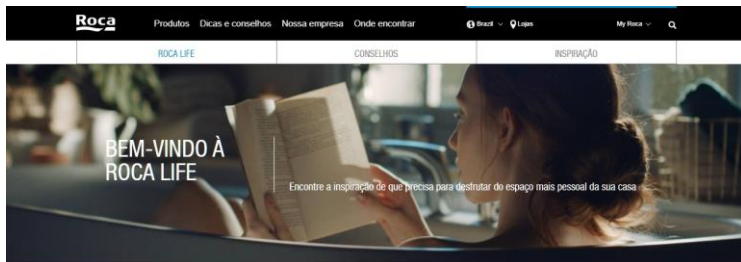 Roca
Produtos Dicas e conselhos Nossa empresa Onde encontrar Brazil Lojas My Roca
ROCA LIFE CONSELHOS INSPIRAÇÃO
BEM-VINDO À
ROCA LIFE
Encontre a inspiração de que precisa para desfrutar do espaço mais pessoal da sua casa